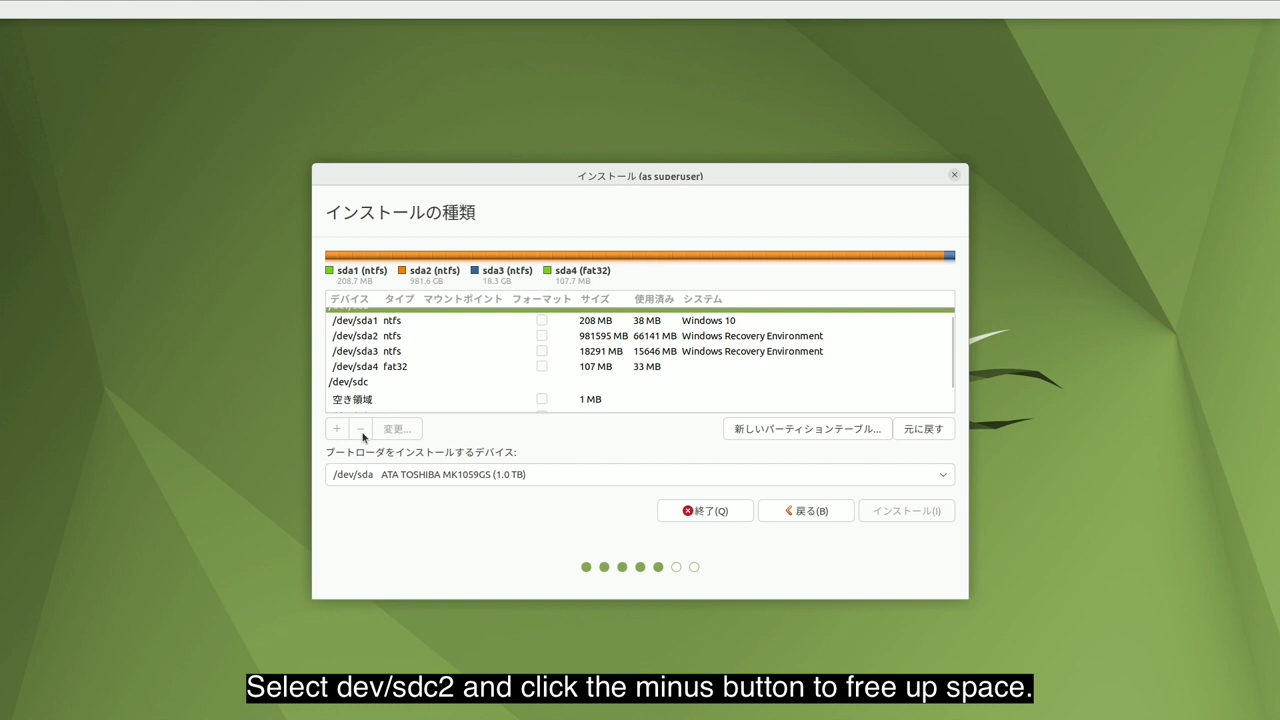 インストール (as superuser)
インストールの種類
sda1 (ntfs) sda2 (ntfs) sda3 (ntfs) sda4 (fat32)
208.7 MB 981.6 GB 18.3 GB 107.7 MB
デバイス タイプ マウントポイント フォーマット サイズ 使用済み システム
/dev/sda1 ntfs 208 MB 38 MB Windows 10
/dev/sda2 ntfs 981595 MB 66141 MB Windows Recovery Environment
/dev/sda3 ntfs 18291 MB 15646 MB Windows Recovery Environment
/dev/sda4 fat32 107 MB 33 MB
/dev/sdc
空き領域 1 MB
+ − 変更... 新しいパーティションテーブル... 元に戻す
ブートローダをインストールするデバイス:
/dev/sda ATA TOSHIBA MK1059GS (1.0 TB)
終了(Q) 戻る(B) インストール(I)
Select dev/sdc2 and click the minus button to free up space.